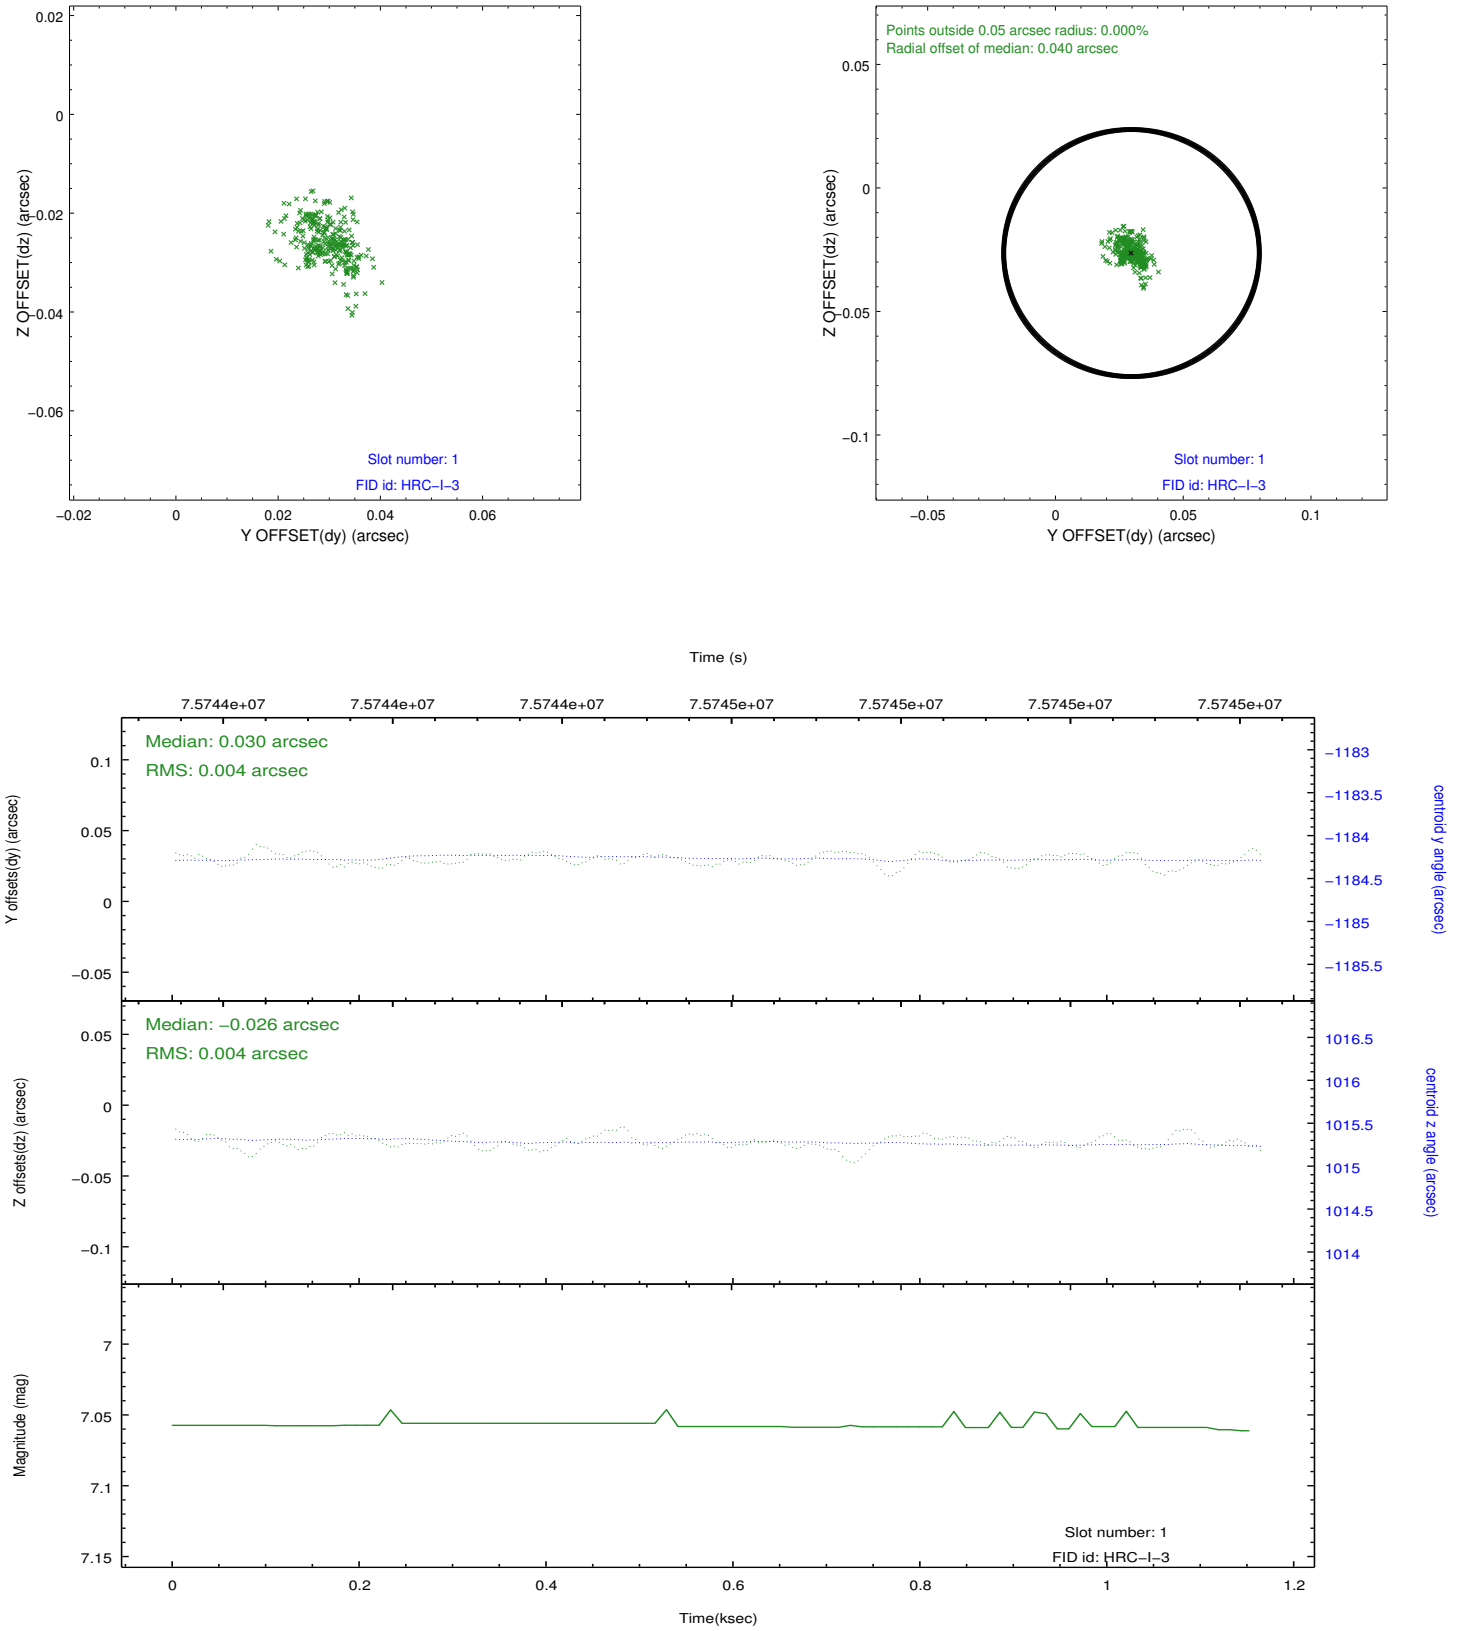 0.02
0
−0.02
−0.04
−0.06
Z OFFSET(dz) (arcsec)
Slot number: 1
FID id: HRC−I−3
−0.02
0
0.02
0.04
0.06
Y OFFSET(dy) (arcsec)
Points outside 0.05 arcsec radius: 0.000%
Radial offset of median: 0.040 arcsec
0.05
0
−0.05
−0.1
Z OFFSET(dz) (arcsec)
Slot number: 1
FID id: HRC−I−3
−0.05
0
0.05
0.1
Y OFFSET(dy) (arcsec)
Time (s)
7.5744e+07
7.5744e+07
7.5744e+07
7.5745e+07
7.5745e+07
7.5745e+07
7.5745e+07
Median: 0.030 arcsec
RMS: 0.004 arcsec
0.1
0.05
0
−0.05
Y offsets(dy) (arcsec)
−1183
−1183.5
−1184
−1184.5
−1185
−1185.5
centroid y angle (arcsec)
Median: −0.026 arcsec
RMS: 0.004 arcsec
0.05
0
−0.05
−0.1
Z offsets(dz) (arcsec)
1016.5
1016
1015.5
1015
1014.5
1014
centroid z angle (arcsec)
7
7.05
7.1
7.15
Magnitude (mag)
Slot number: 1
FID id: HRC−I−3
0
0.2
0.4
0.6
0.8
1
1.2
Time(ksec)